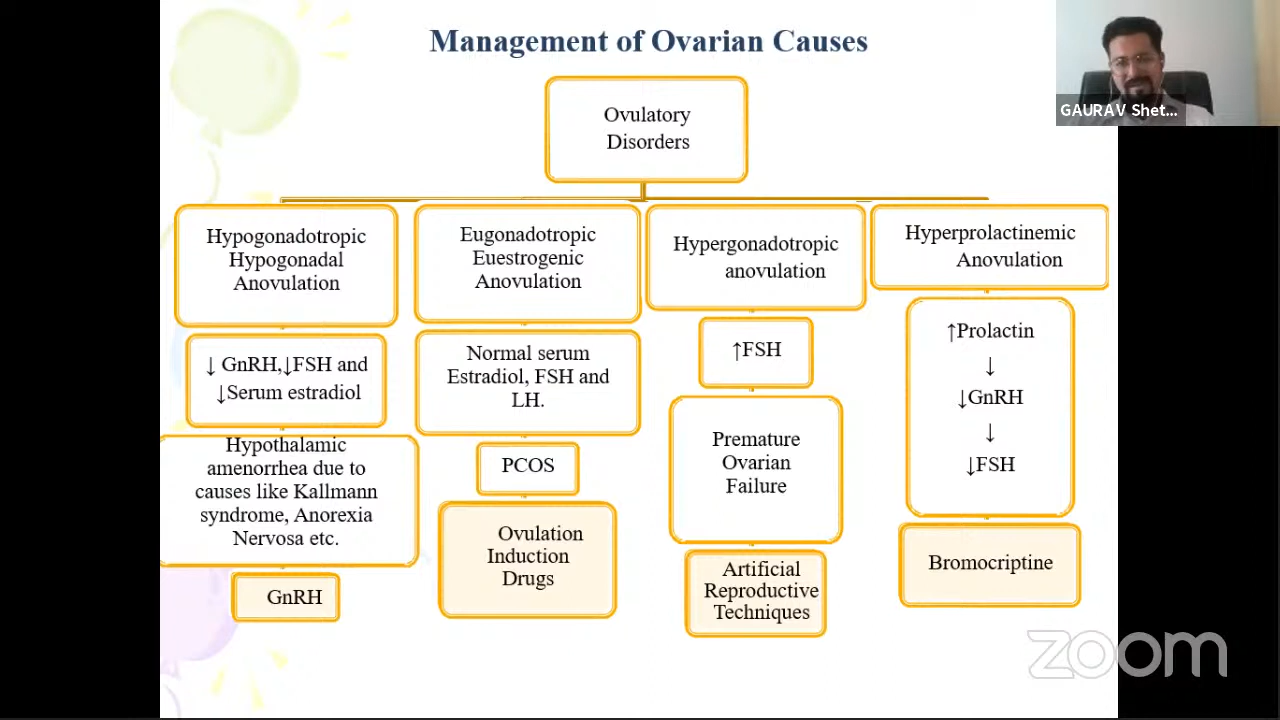 Management of Ovarian Causes
GAURAV Shet...
Ovulatory
Disorders
Hypogonadotropic
Hypogonadal
Anovulation
↓ GnRH,↓FSH and
↓Serum estradiol
Hypothalamic
amenorrhea due to
causes like Kallmann
syndrome, Anorexia
Nervosa etc.
GnRH
Eugonadotropic
Euestrogenic
Anovulation
Normal serum
Estradiol, FSH and
LH.
PCOS
Ovulation
Induction
Drugs
Hypergonadotropic
anovulation
↑FSH
Premature
Ovarian
Failure
Artificial
Reproductive
Techniques
Hyperprolactinemic
Anovulation
↑Prolactin
↓
↓GnRH
↓
↓FSH
Bromocriptine
zoom